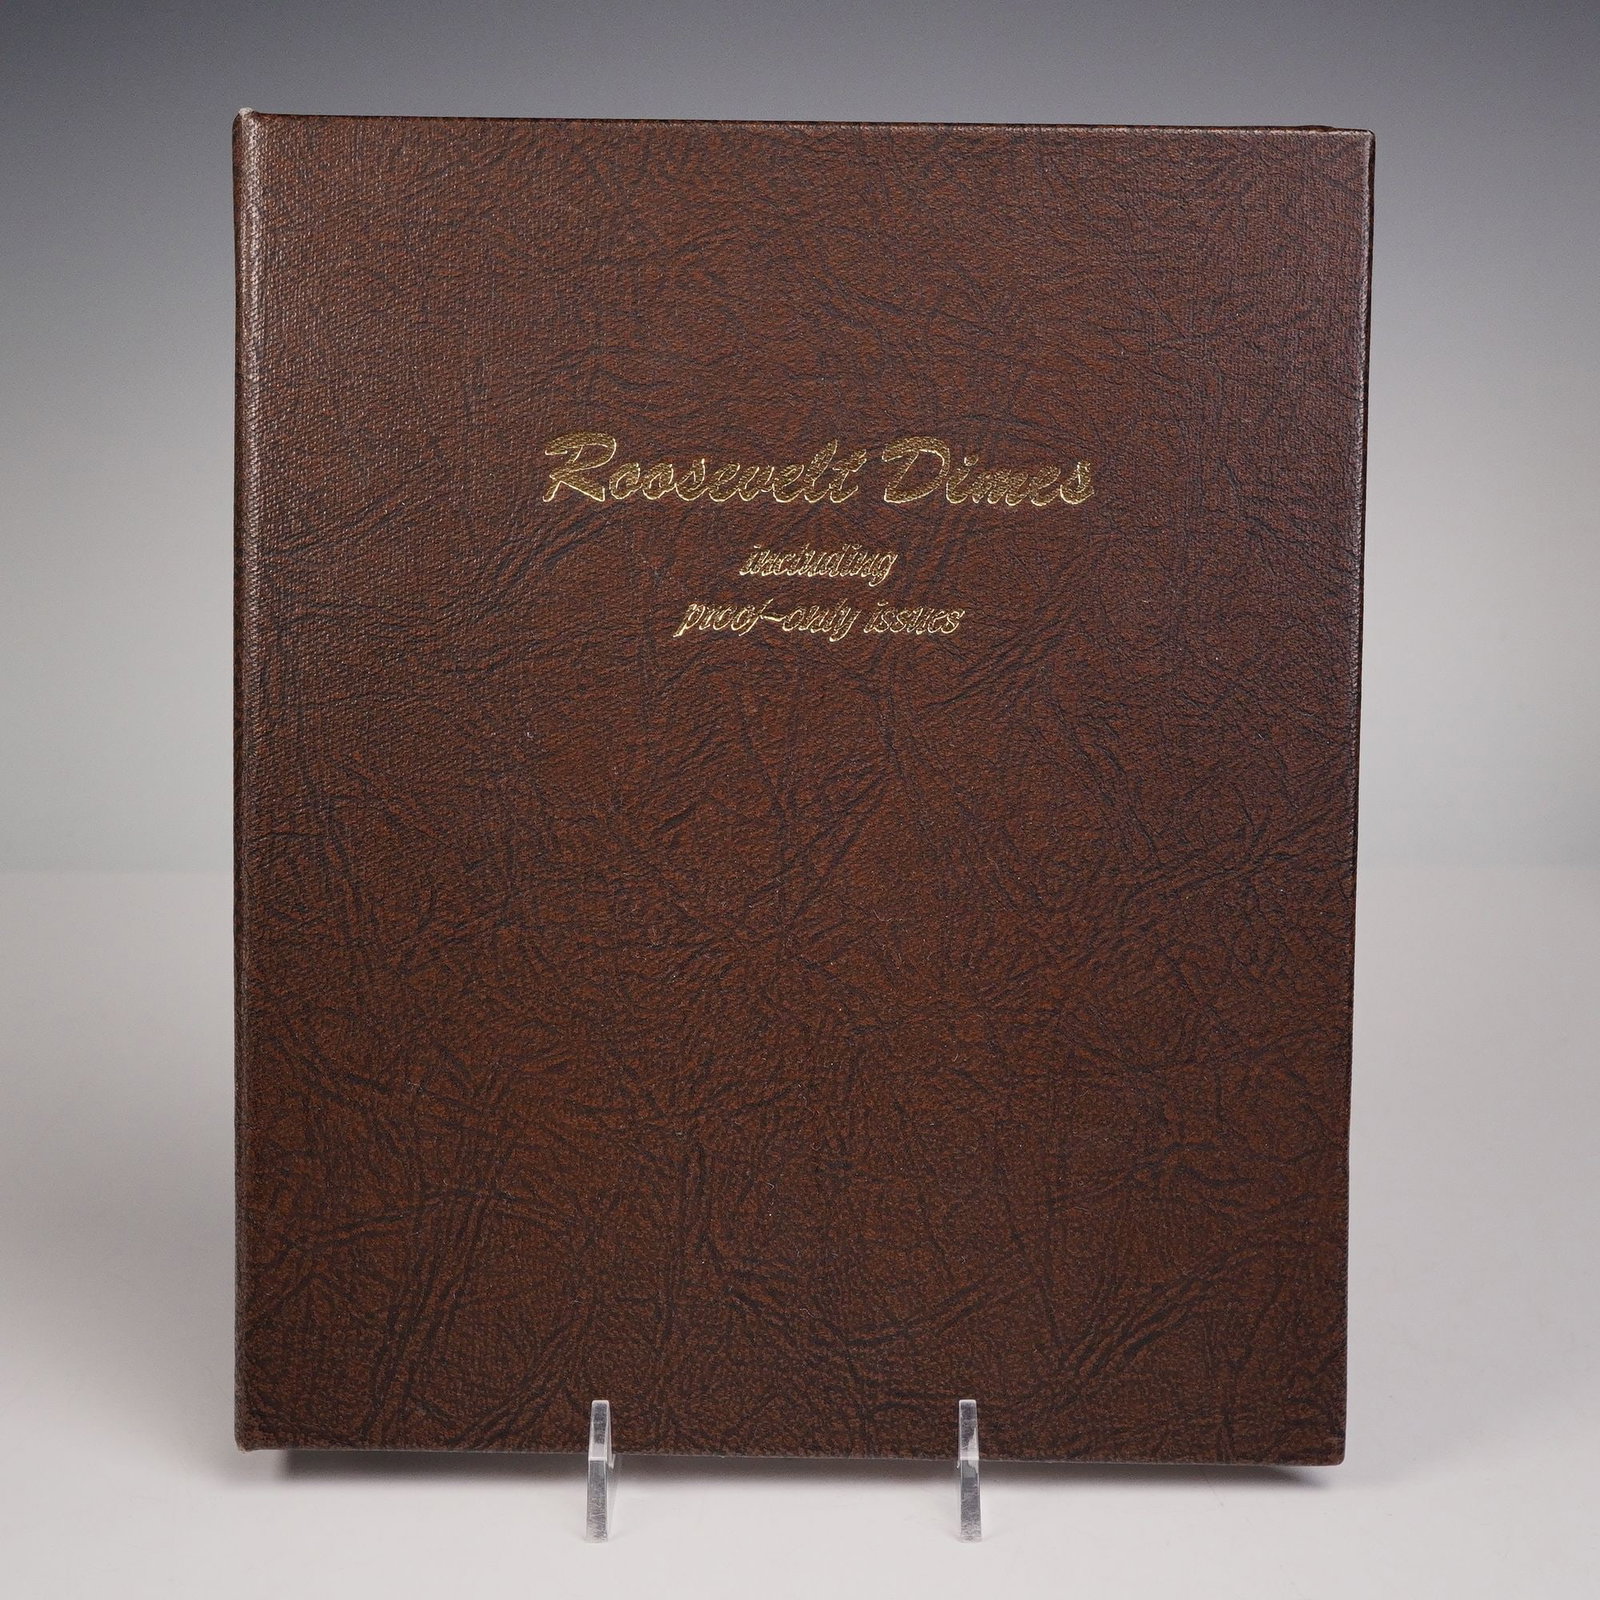 Roosevelt Dimes
including
proof-only issues